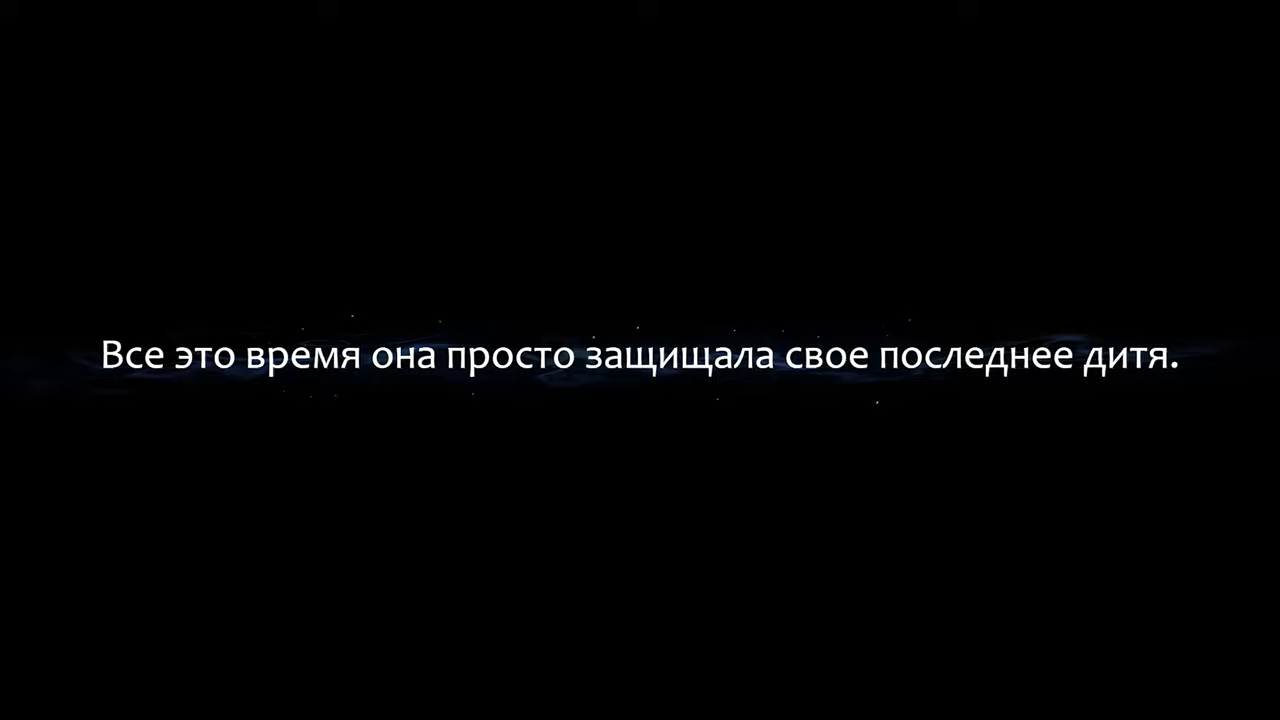 Все это время она просто защищала свое последнее дитя.